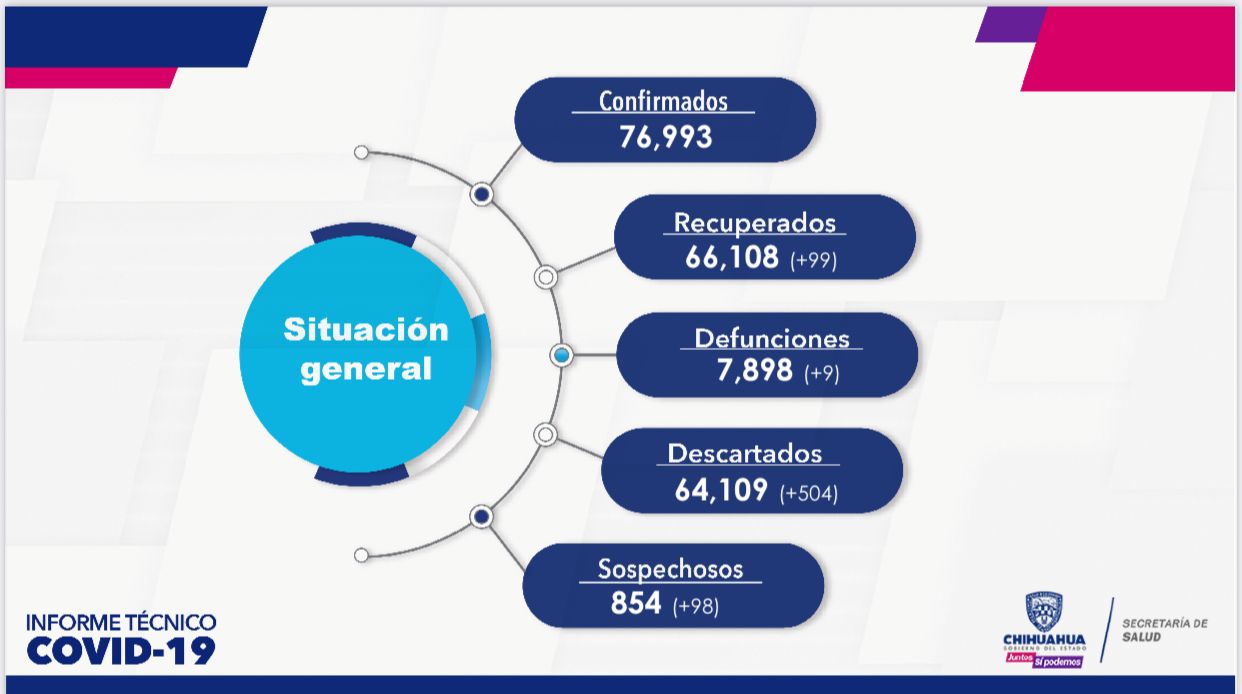 Confirmados
76,993
Recuperados
66,108 (+99)
Situación
general
Defunciones
7,898 (+9)
Descartados
64,109 (+504)
Sospechosos
854 (+98)
INFORME TÉCNICO
COVID-19
CHIHUAHUA
GOBIERNO DEL ESTADO
Juntos Sí podemos
SECRETARÍA DE
SALUD